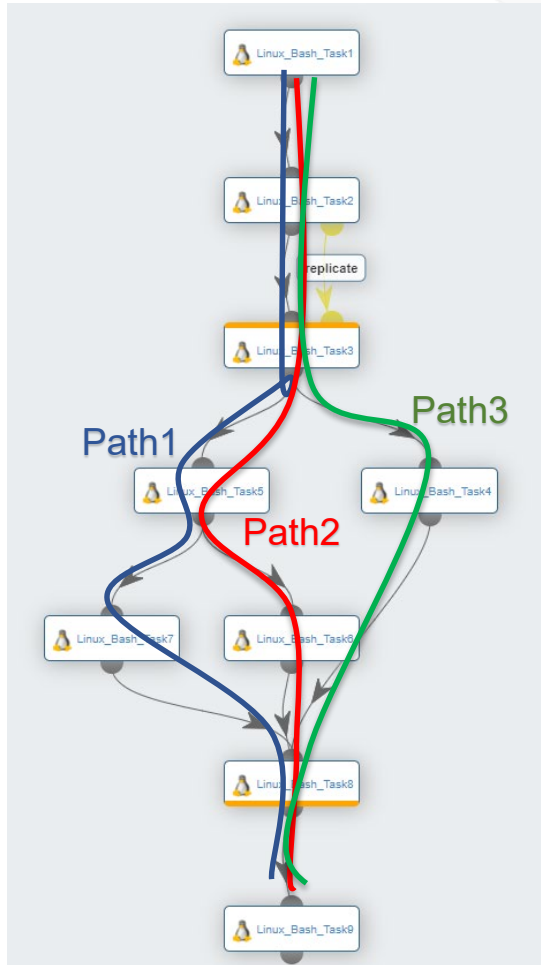 Linux_Bash_Task1
Linux_Bash_Task2
replicate
Linux_Bash_Task3
Path3
Path1
Linux_Bash_Task5
Linux_Bash_Task4
Path2
Linux_Bash_Task7
Linux_Bash_Task6
Linux_Bash_Task8
Linux_Bash_Task9